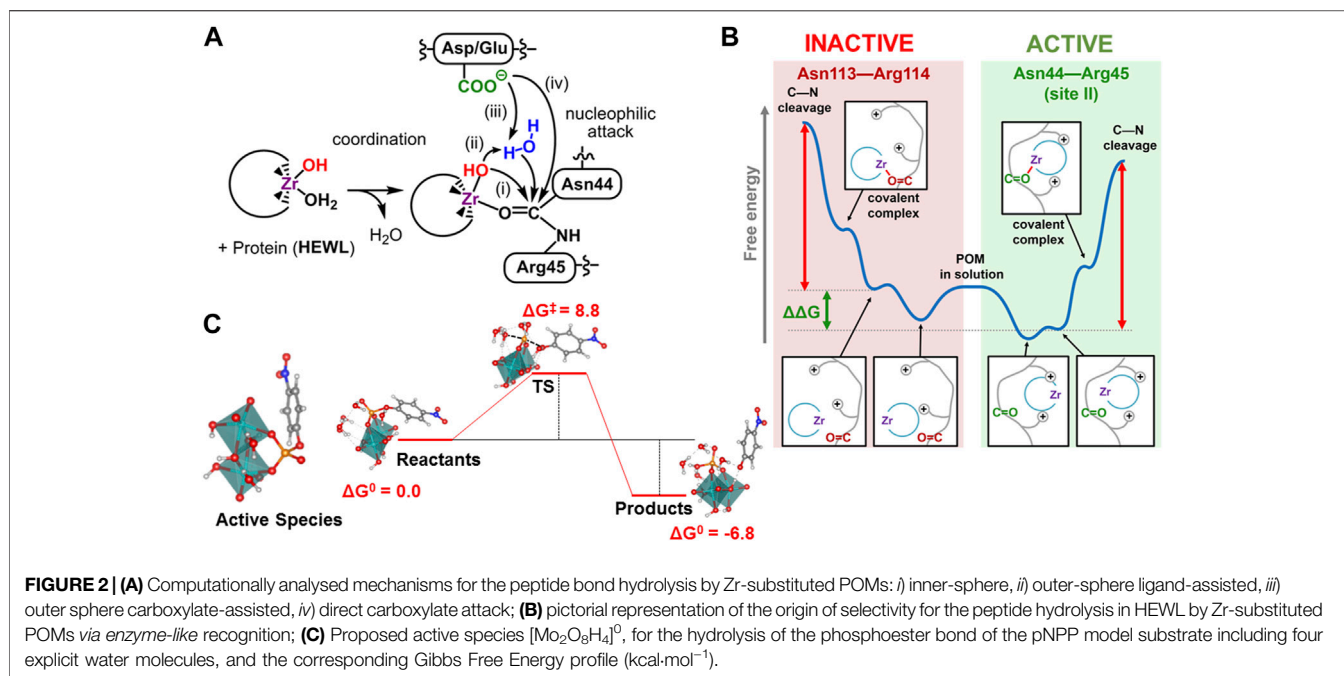 A
Asp/Glu
COO⊖
(iv)
(iii)
nucleophilic
attack
H
H O
coordination
(ii)
OH
Zr
OH2
HO
(i)
Zr
O=C
Asn44
H2O
NH
+ Protein (HEWL)
Arg45
B
INACTIVE
ACTIVE
Asn113—Arg114
Asn44—Arg45
(site II)
C—N
cleavage
C—N
cleavage
Free energy
+
+
Zr
O=C
covalent
complex
+
Zr
C=O
+
covalent
complex
POM
in solution
ΔΔG
+
+
Zr
O=C
+
+
Zr
O=C
+
C=O
Zr
+
+
Zr
C=O
+
C
ΔG‡= 8.8
TS
Reactants
ΔG0 = 0.0
Active Species
Products
ΔG0 = -6.8
FIGURE 2 | (A) Computationally analysed mechanisms for the peptide bond hydrolysis by Zr-substituted POMs: i) inner-sphere, ii) outer-sphere ligand-assisted, iii)
outer sphere carboxylate-assisted, iv) direct carboxylate attack; (B) pictorial representation of the origin of selectivity for the peptide hydrolysis in HEWL by Zr-substituted
POMs via enzyme-like recognition; (C) Proposed active species [Mo2O8H4]0, for the hydrolysis of the phosphoester bond of the pNPP model substrate including four
explicit water molecules, and the corresponding Gibbs Free Energy profile (kcal·mol−1).